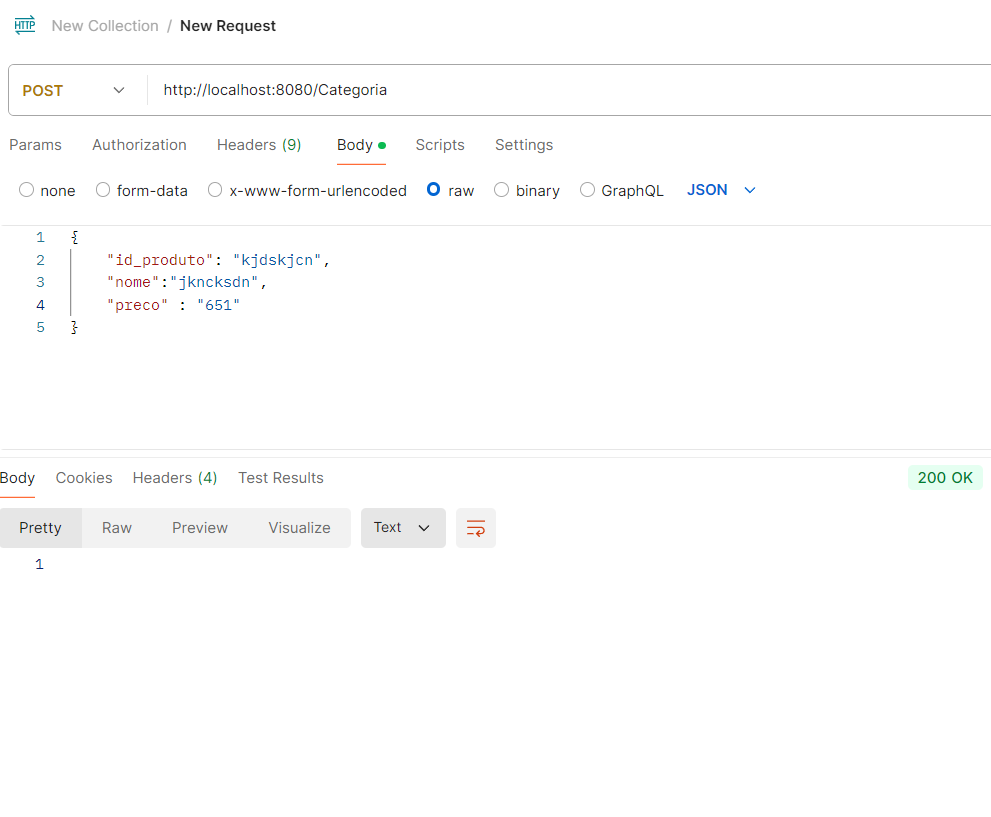 HTTP New Collection / New Request
POST http://localhost:8080/Categoria
Params Authorization Headers (9) Body Scripts Settings
none form-data x-www-form-urlencoded raw binary GraphQL JSON
1 {
2 "id_produto": "kjdskjcn",
3 "nome":"jkncksdn",
4 "preco" : "651"
5 }
Body Cookies Headers (4) Test Results 200 OK
Pretty Raw Preview Visualize Text
1